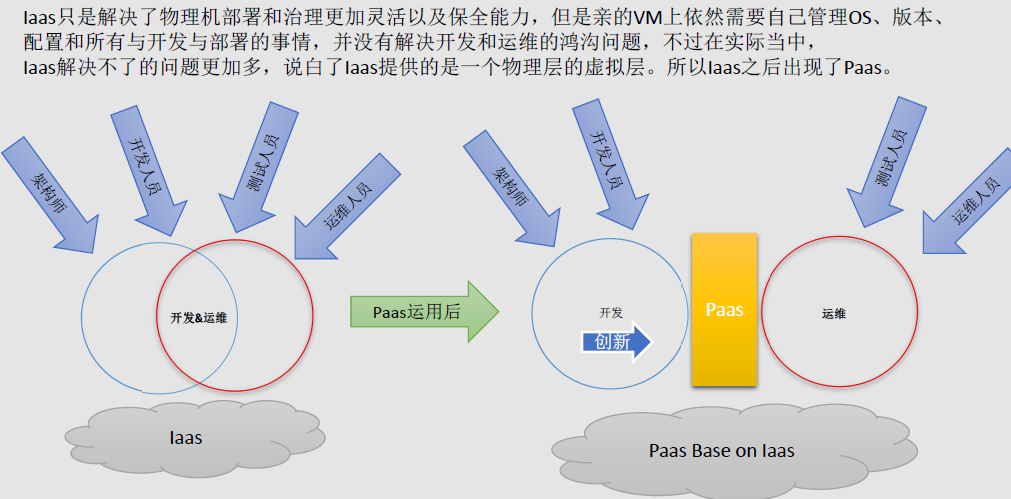 Iaas只是解决了物理机部署和治理更加灵活以及保全能力，但是亲的VM上依然需要自己管理OS、版本、
配置和所有与开发与部署的事情，并没有解决开发和运维的鸿沟问题，不过在实际当中，
Iaas解决不了的问题更加多，说白了Iaas提供的是一个物理层的虚拟层。所以Iaas之后出现了Paas。
架构师
开发人员
测试人员
运维人员
开发&运维
Iaas
Paas运用后
架构师
开发人员
测试人员
运维人员
开发
创新
Paas
运维
Paas Base on Iaas